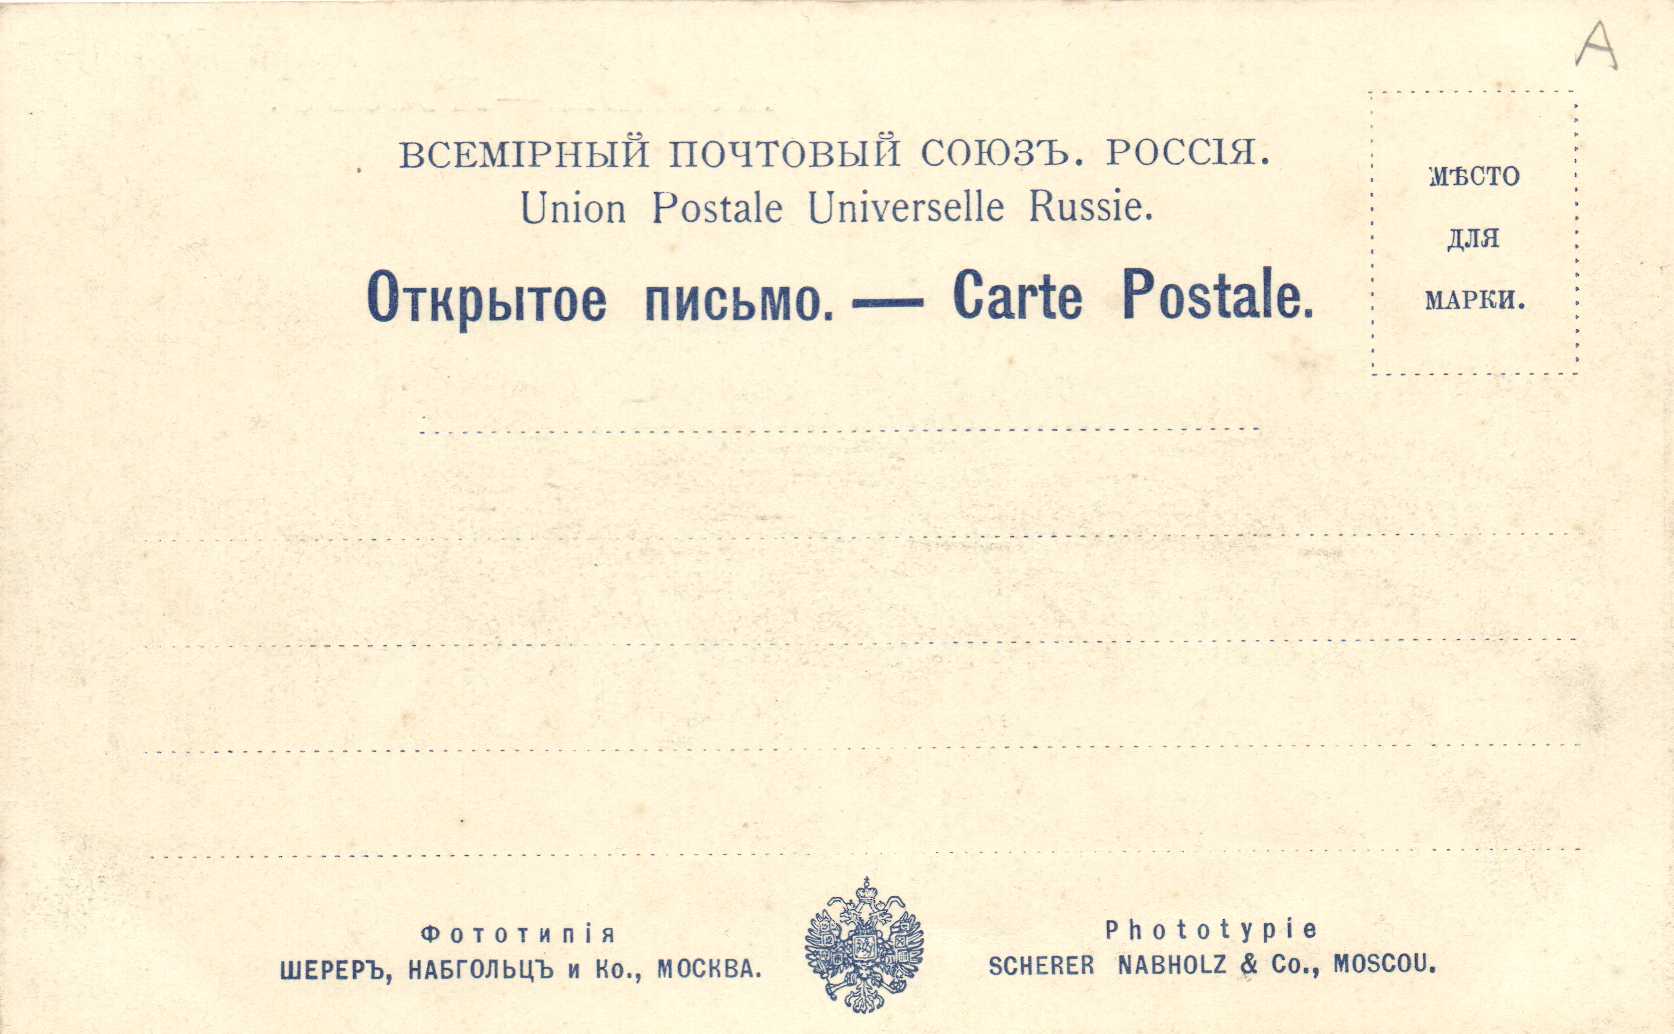 A
ВСЕМІРНЫЙ ПОЧТОВЫЙ СОЮЗЪ. РОССІЯ.
Union Postale Universelle Russie.
Открытое письмо. — Carte Postale.
МѢСТО
ДЛЯ
МАРКИ.
Фототипія
ШЕРЕРЪ, НАБГОЛЬЦЪ и Ко., МОСКВА.
Phototypie
SCHERER NABHOLZ & Co., MOSCOU.